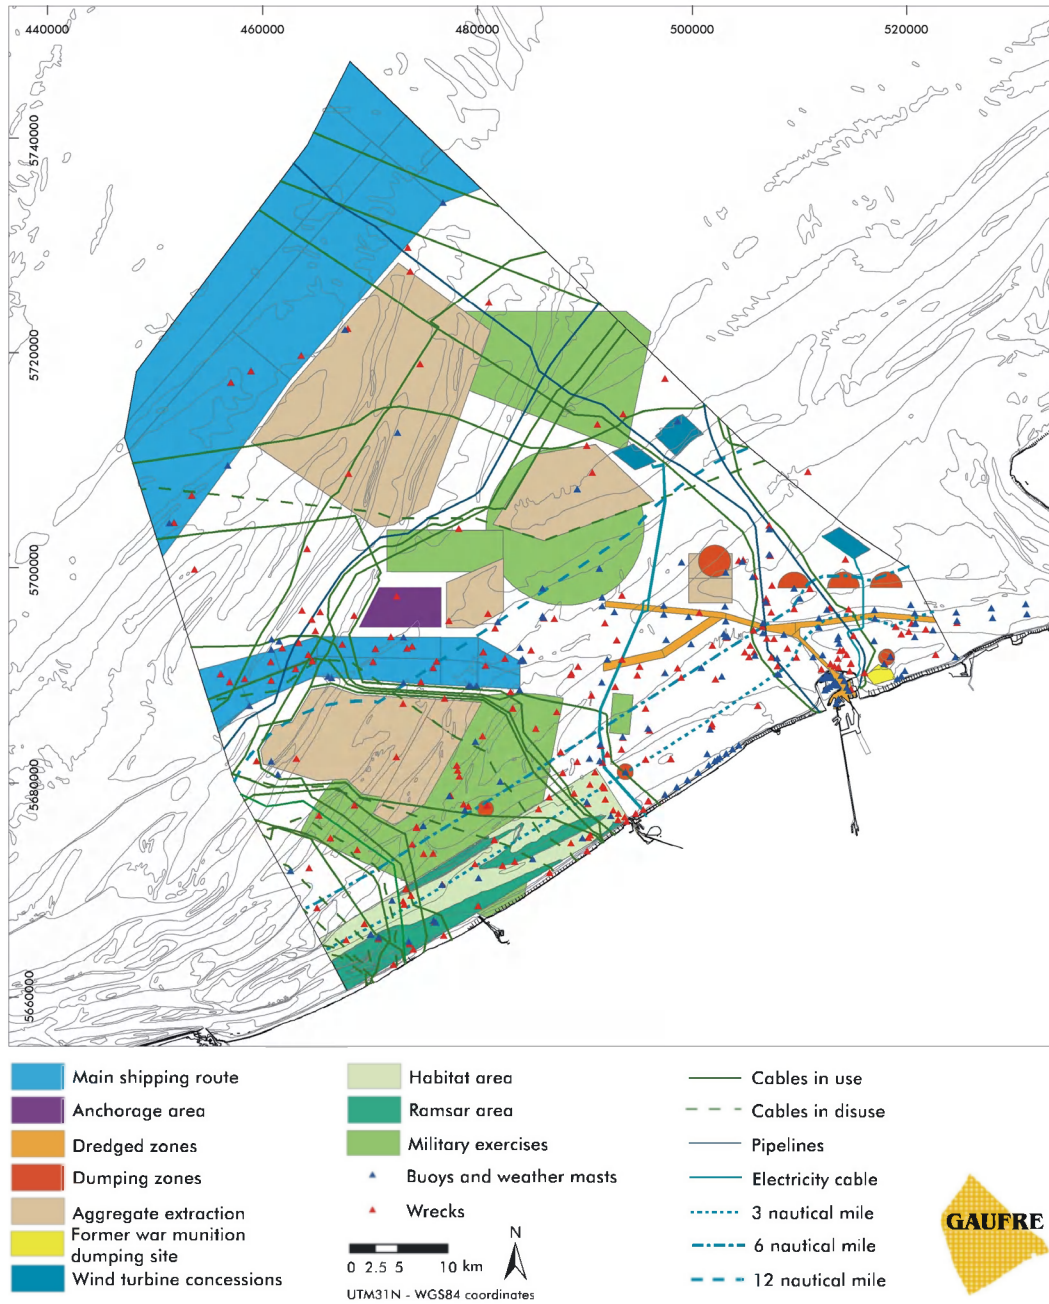 440000 460000 480000 500000 520000
5740000
5720000
5700000
5680000
5660000
Main shipping route
Anchorage area
Dredged zones
Dumping zones
Aggregate extraction
Former war munition
dumping site
Wind turbine concessions
Habitat area
Ramsar area
Military exercises
Buoys and weather masts
Wrecks
0 2.5 5 10 km
N
UTM31N - WGS84 coordinates
Cables in use
Cables in disuse
Pipelines
Electricity cable
3 nautical mile
6 nautical mile
12 nautical mile
GAUFRE